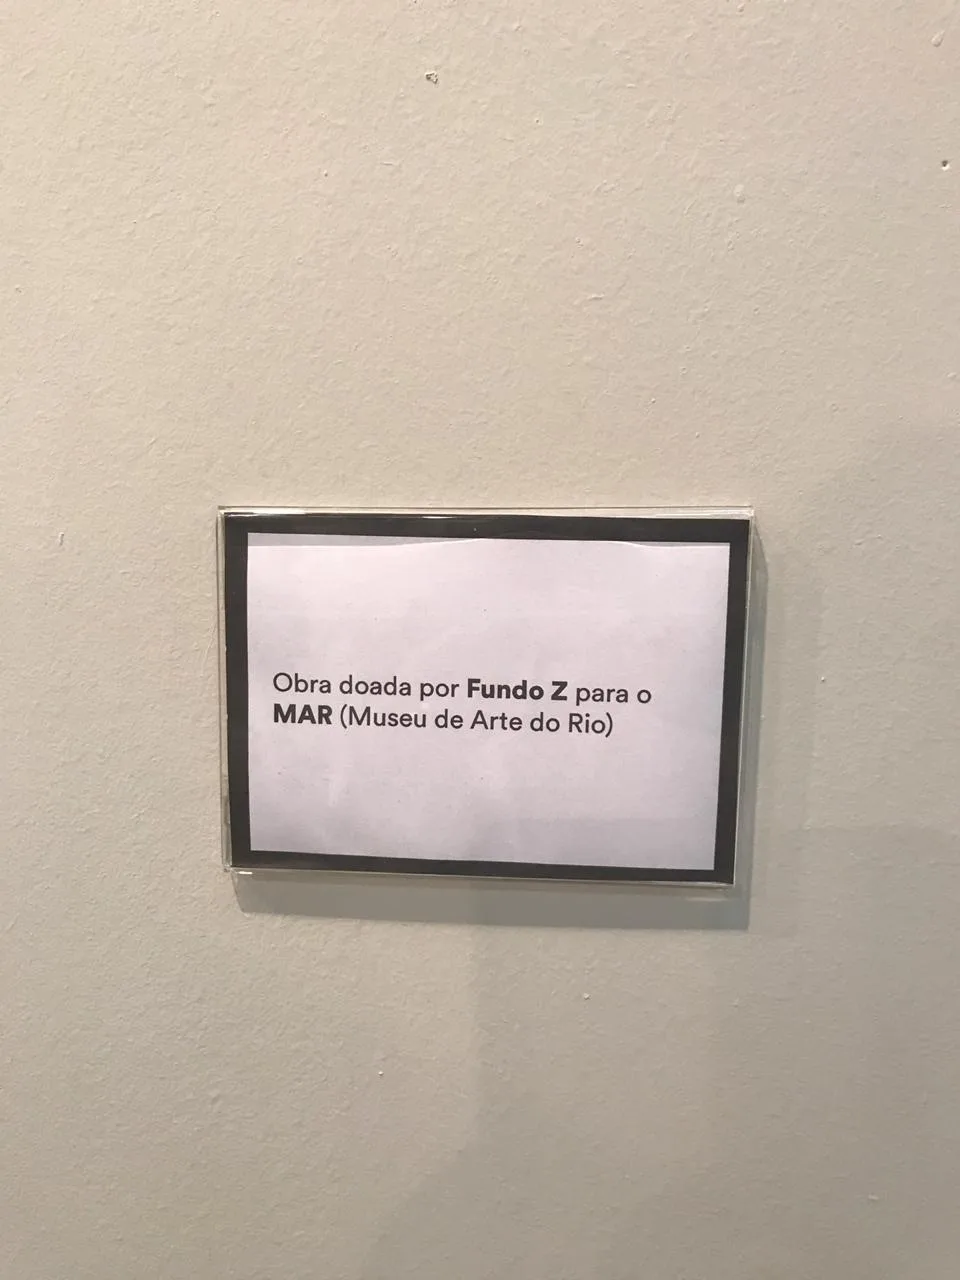 Obra doada por Fundo Z para o
MAR (Museu de Arte do Rio)